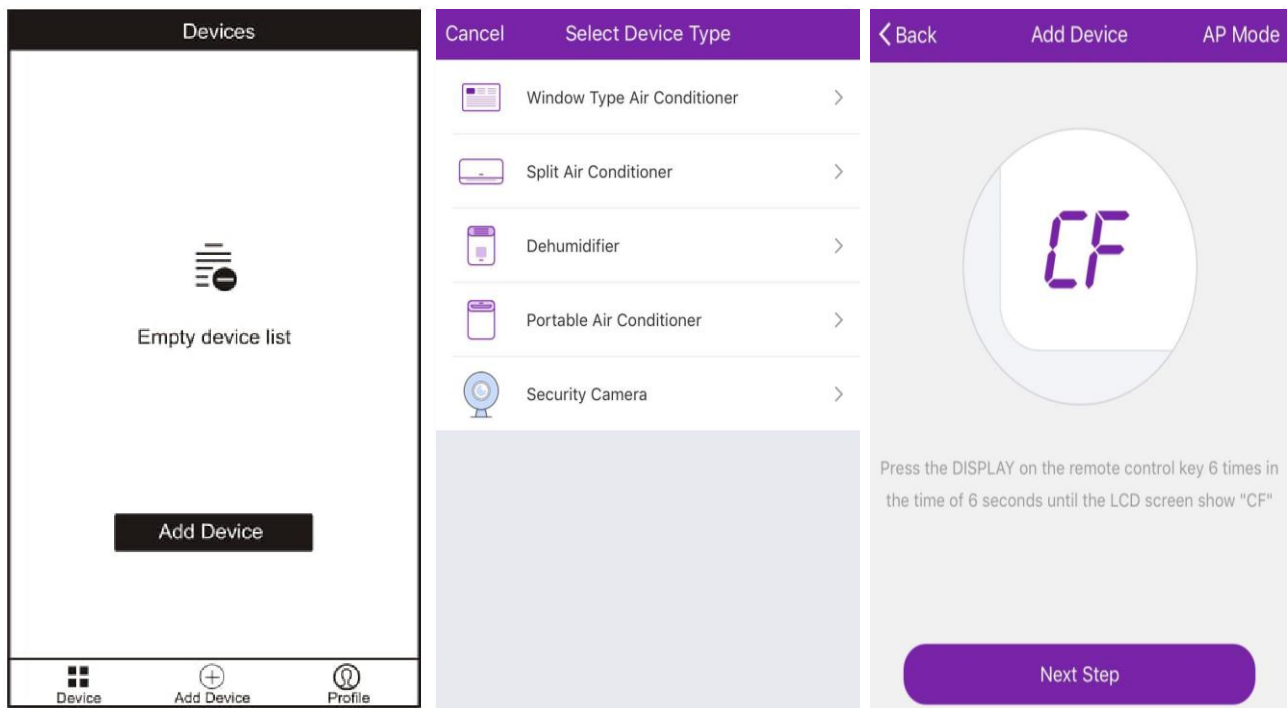 Devices
Empty device list
Add Device
Device
Add Device
Profile
Cancel
Select Device Type
Window Type Air Conditioner
Split Air Conditioner
Dehumidifier
Portable Air Conditioner
Security Camera
Back
Add Device
AP Mode
CF
Press the DISPLAY on the remote control key 6 times in
the time of 6 seconds until the LCD screen show "CF"
Next Step